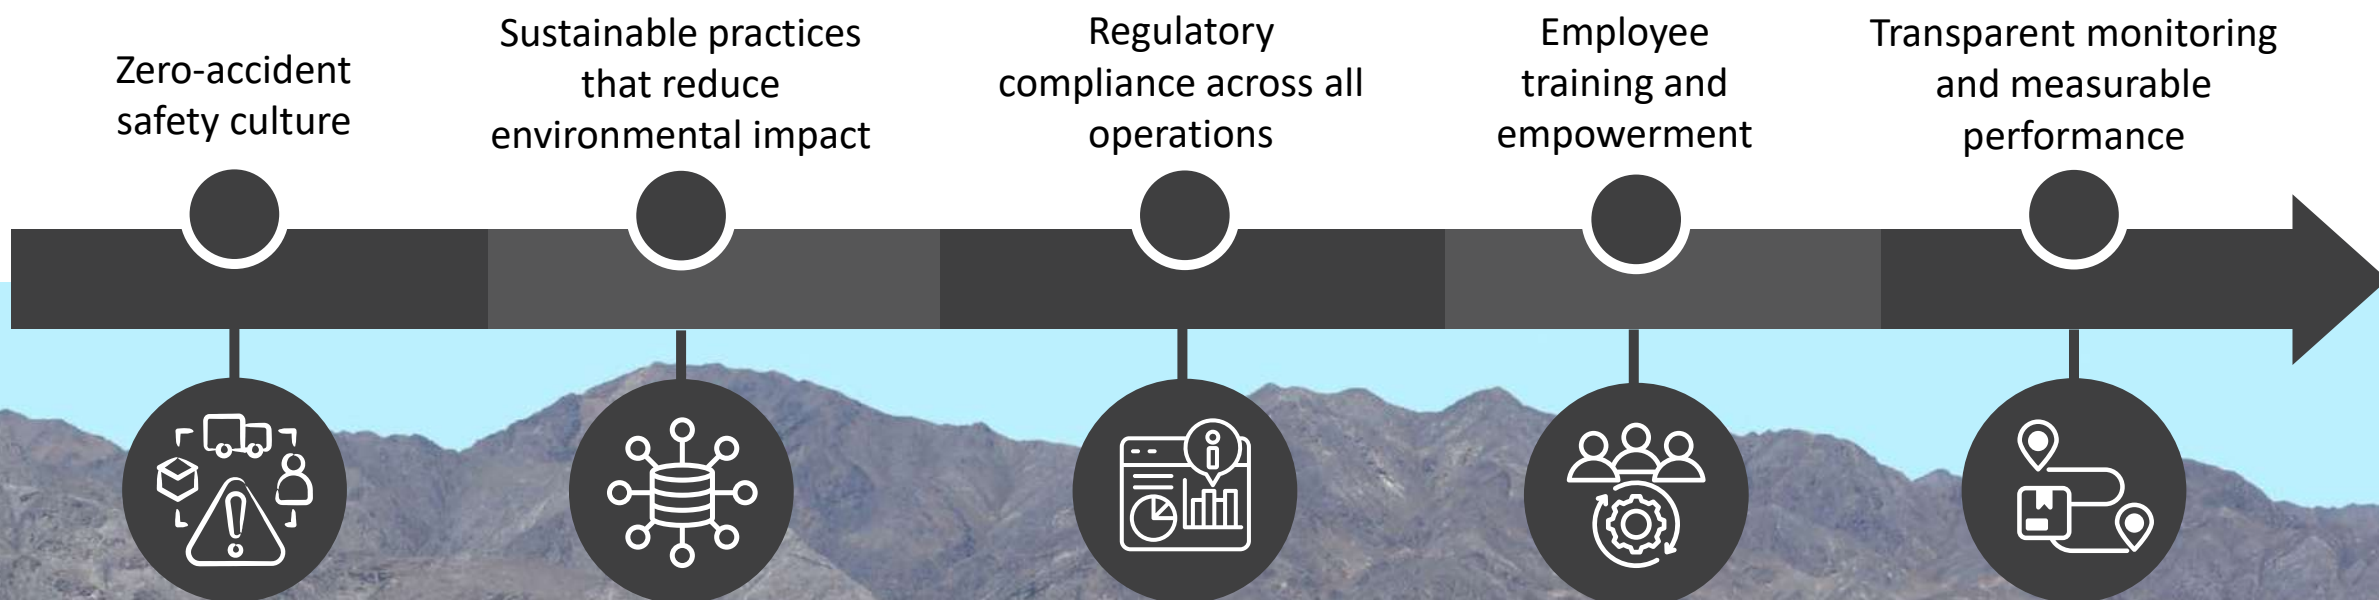 Zero-accident
safety culture
Sustainable practices
that reduce
environmental impact
Regulatory
compliance across all
operations
Employee
training and
empowerment
Transparent monitoring
and measurable
performance